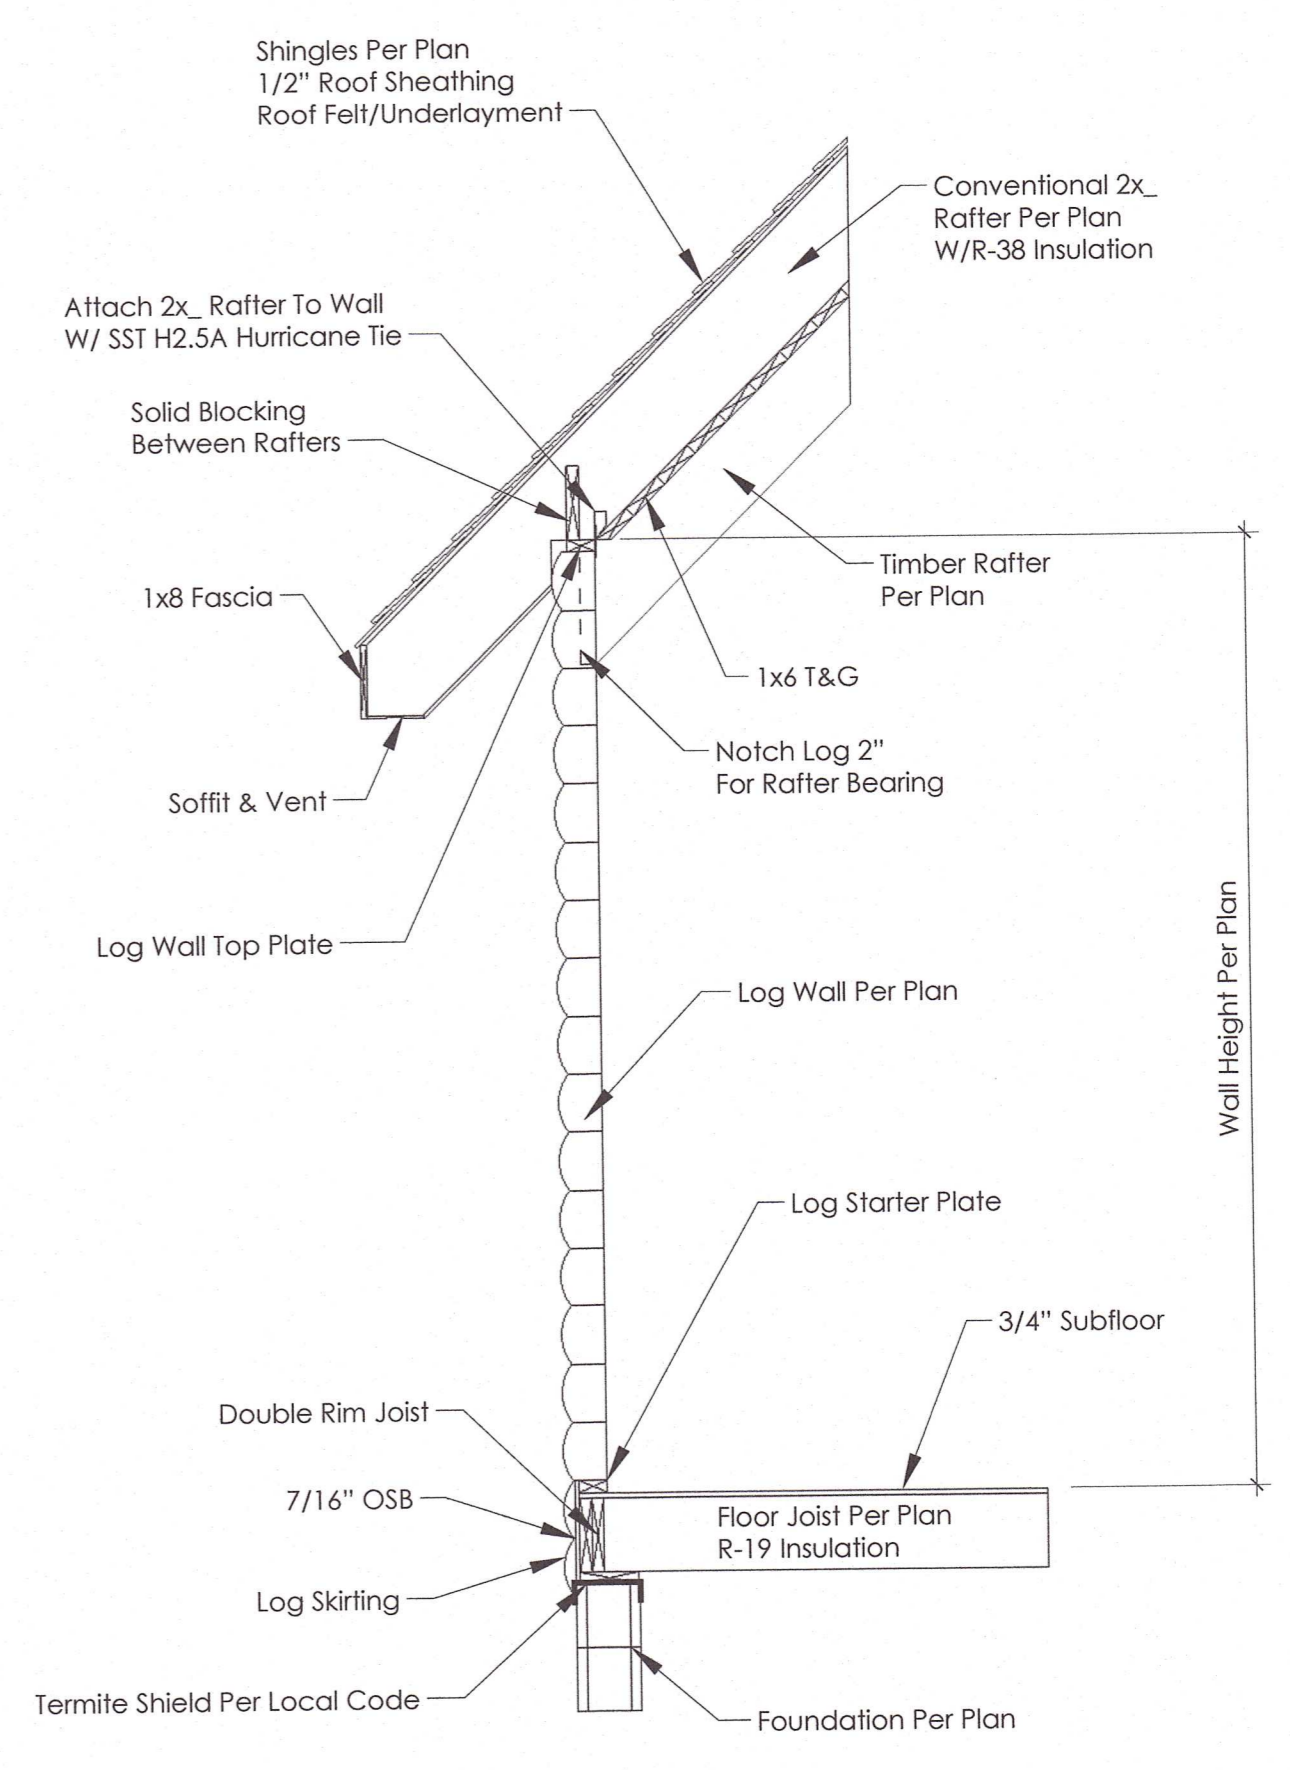 Shingles Per Plan
1/2” Roof Sheathing
Roof Felt/Underlayment
Conventional 2x_
Rafter Per Plan
W/R-38 Insulation
Attach 2x_ Rafter To Wall
W/ SST H2.5A Hurricane Tie
Solid Blocking
Between Rafters
1x8 Fascia
Timber Rafter
Per Plan
1x6 T&G
Notch Log 2”
For Rafter Bearing
Soffit & Vent
Log Wall Top Plate
Log Wall Per Plan
Wall Height Per Plan
Log Starter Plate
3/4” Subfloor
Double Rim Joist
7/16” OSB
Floor Joist Per Plan
R-19 Insulation
Log Skirting
Termite Shield Per Local Code
Foundation Per Plan